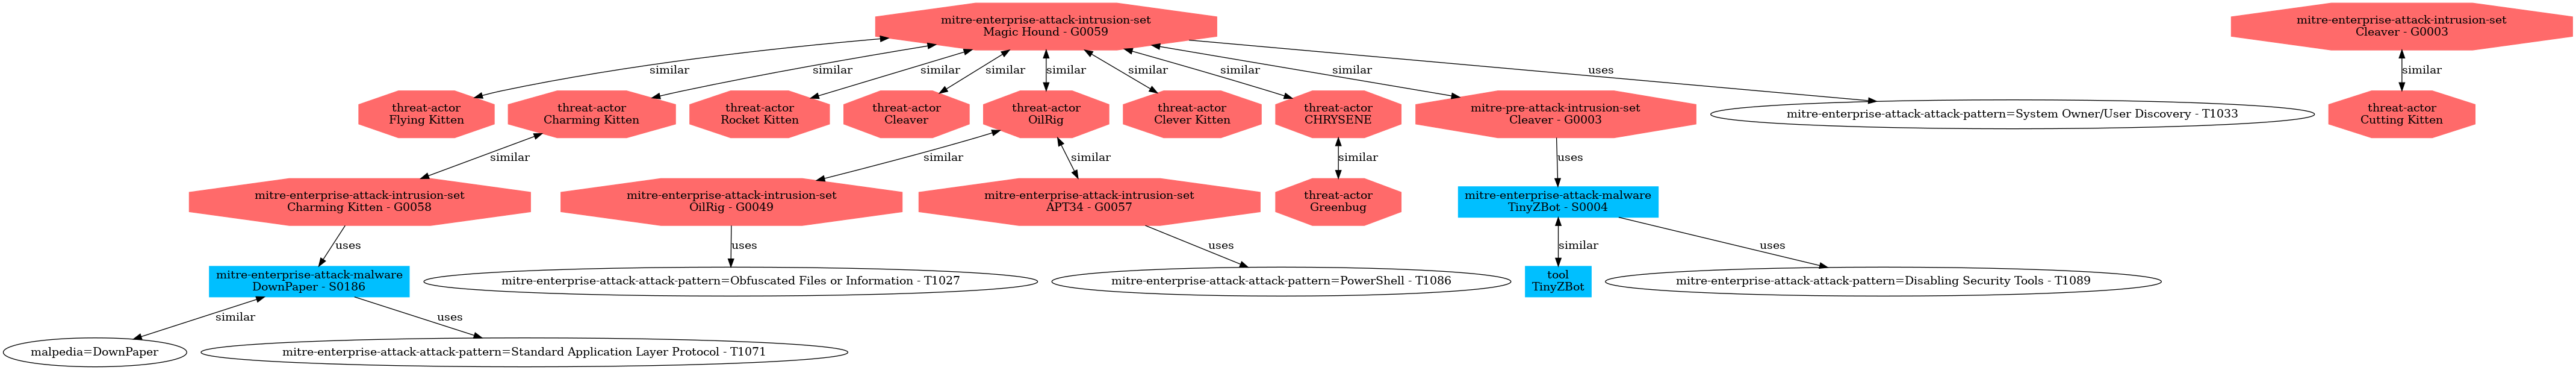 mitre-enterprise-attack-intrusion-set
Magic Hound - G0059
mitre-enterprise-attack-intrusion-set
Cleaver - G0003
similar
similar
similar
similar
similar
similar
similar
similar
uses
similar
threat-actor
Flying Kitten
threat-actor
Charming Kitten
threat-actor
Rocket Kitten
threat-actor
Cleaver
threat-actor
OilRig
threat-actor
Clever Kitten
threat-actor
CHRYSENE
mitre-pre-attack-intrusion-set
Cleaver - G0003
mitre-enterprise-attack-attack-pattern=System Owner/User Discovery - T1033
threat-actor
Cutting Kitten
similar
similar
similar
similar
uses
mitre-enterprise-attack-intrusion-set
Charming Kitten - G0058
mitre-enterprise-attack-intrusion-set
OilRig - G0049
mitre-enterprise-attack-intrusion-set
APT34 - G0057
threat-actor
Greenbug
mitre-enterprise-attack-malware
TinyZBot - S0004
uses
uses
uses
similar
uses
mitre-enterprise-attack-malware
DownPaper - S0186
mitre-enterprise-attack-attack-pattern=Obfuscated Files or Information - T1027
mitre-enterprise-attack-attack-pattern=PowerShell - T1086
tool
TinyZBot
mitre-enterprise-attack-attack-pattern=Disabling Security Tools - T1089
similar
uses
malpedia=DownPaper
mitre-enterprise-attack-attack-pattern=Standard Application Layer Protocol - T1071